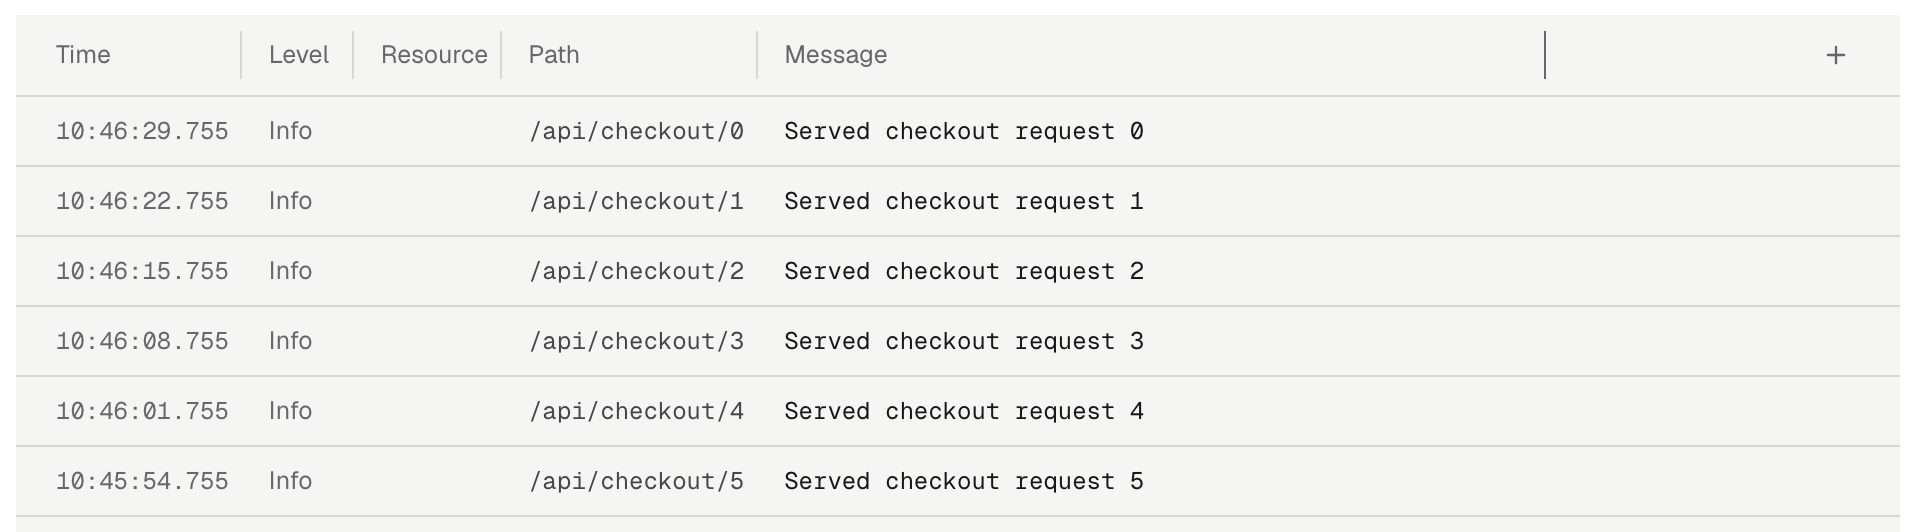 Time Level Resource Path Message +
10:46:29.755 Info /api/checkout/0 Served checkout request 0
10:46:22.755 Info /api/checkout/1 Served checkout request 1
10:46:15.755 Info /api/checkout/2 Served checkout request 2
10:46:08.755 Info /api/checkout/3 Served checkout request 3
10:46:01.755 Info /api/checkout/4 Served checkout request 4
10:45:54.755 Info /api/checkout/5 Served checkout request 5